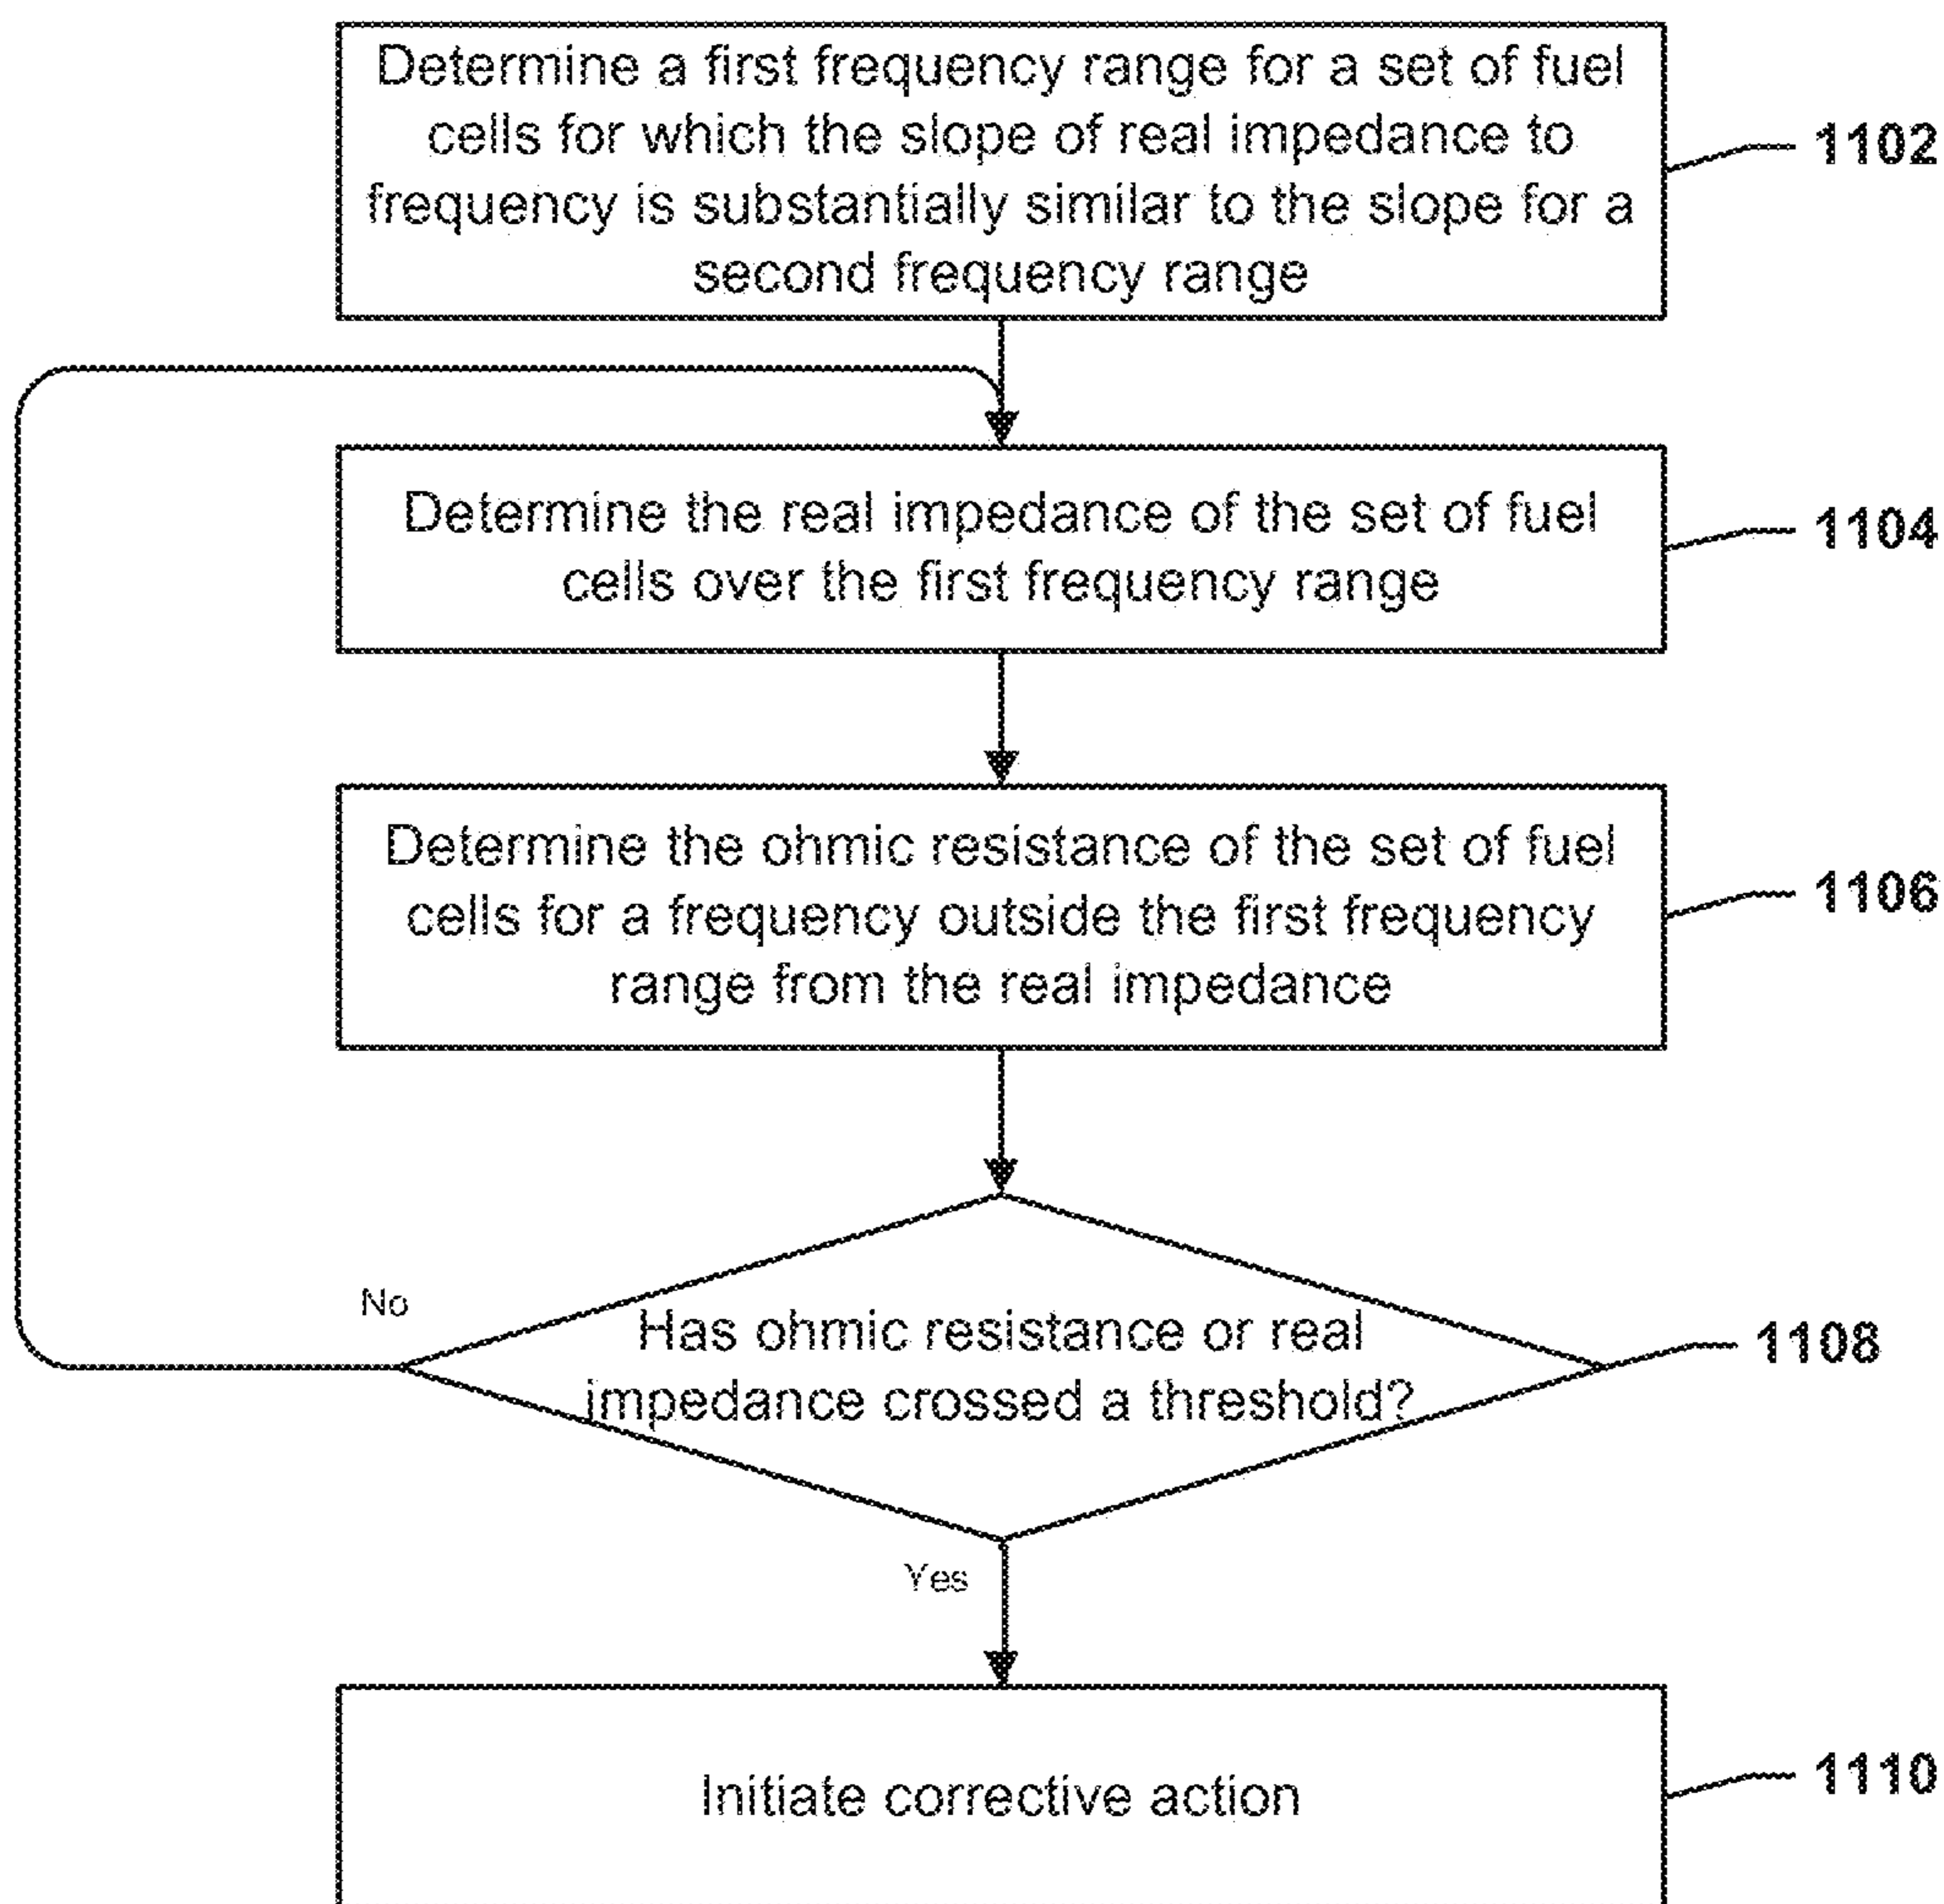 Determine a first frequency range for a set of fuel
cells for which the slope of real impedance to
frequency is substantially similar to the slope for a
second frequency range
1102
Determine the real impedance of the set of fuel
cells over the first frequency range
1104
Determine the ohmic resistance of the set of fuel
cells for a frequency outside the first frequency
range from the real impedance
1106
No
Has ohmic resistance or real
impedance crossed a threshold?
1108
Yes
Initiate corrective action
1110